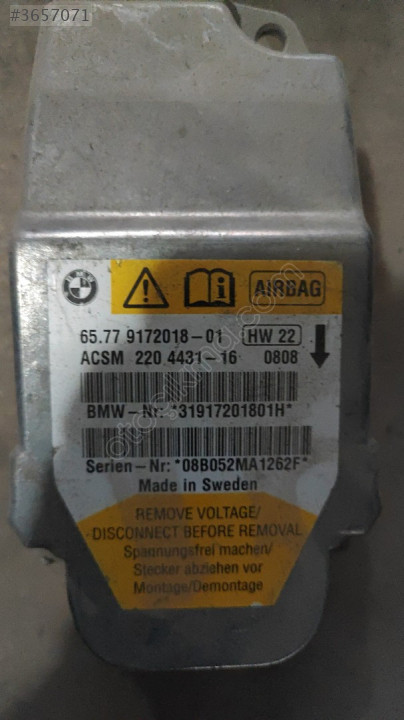 #3657071
BMW
AIRBAG
65.77 9172018-01 HW 22
ACSM 220 4431-16 0808
BMW-Nr: *31917201801H*
Serien-Nr: *08B052MA1262F*
Made in Sweden
REMOVE VOLTAGE/
DISCONNECT BEFORE REMOVAL
Spannungsfrei machen/
Stecker abziehen vor
Montage/Demontage